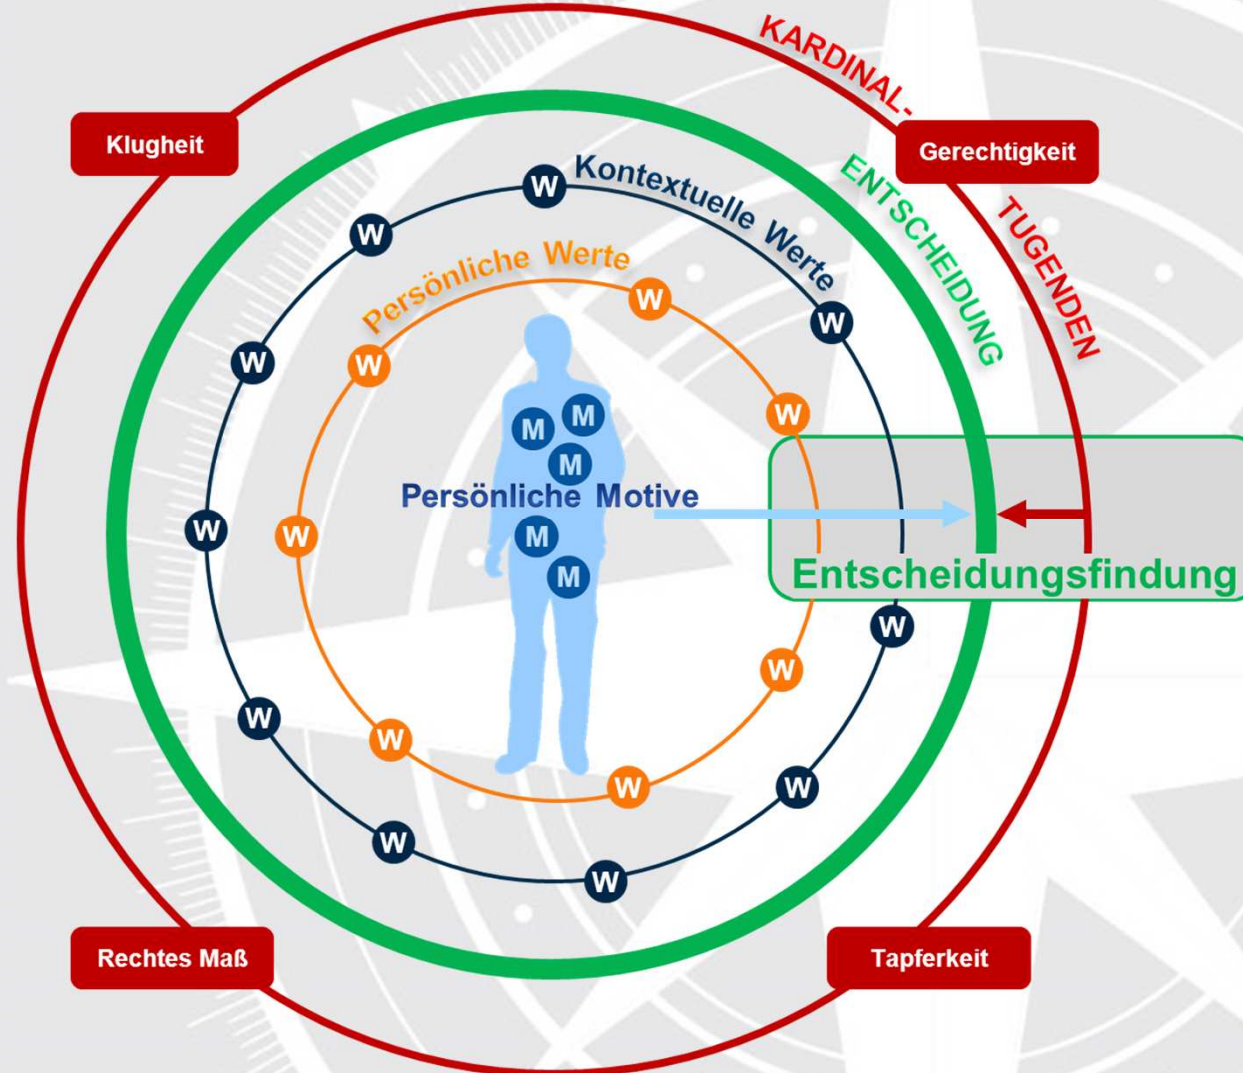 KARDINAL-
Klugheit
Gerechtigkeit
TUGENDEN
ENTSCHEIDUNG
Kontextuelle Werte
W
W
Persönliche Werte
W
W
W
W
W
M
M
M
Persönliche Motive
W
W
M
M
Entscheidungsfindung
W
W
W
W
W
W
W
W
Rechtes Maß
Tapferkeit